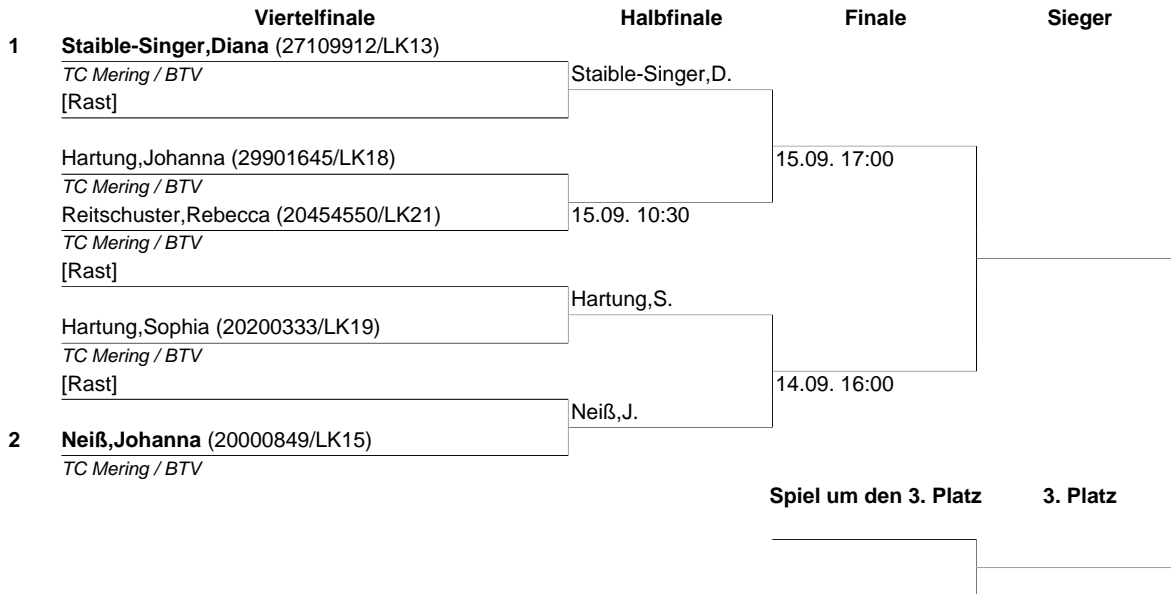 Viertelfinale Halbfinale Finale Sieger
1 Staible-Singer,Diana (27109912/LK13)
TC Mering / BTV Staible-Singer,D.
[Rast]
Hartung,Johanna (29901645/LK18) 15.09. 17:00
TC Mering / BTV
Reitschuster,Rebecca (20454550/LK21) 15.09. 10:30
TC Mering / BTV
[Rast]
Hartung,S.
Hartung,Sophia (20200333/LK19)
TC Mering / BTV
[Rast] 14.09. 16:00
Neiß,J.
2 Neiß,Johanna (20000849/LK15)
TC Mering / BTV
Spiel um den 3. Platz 3. Platz